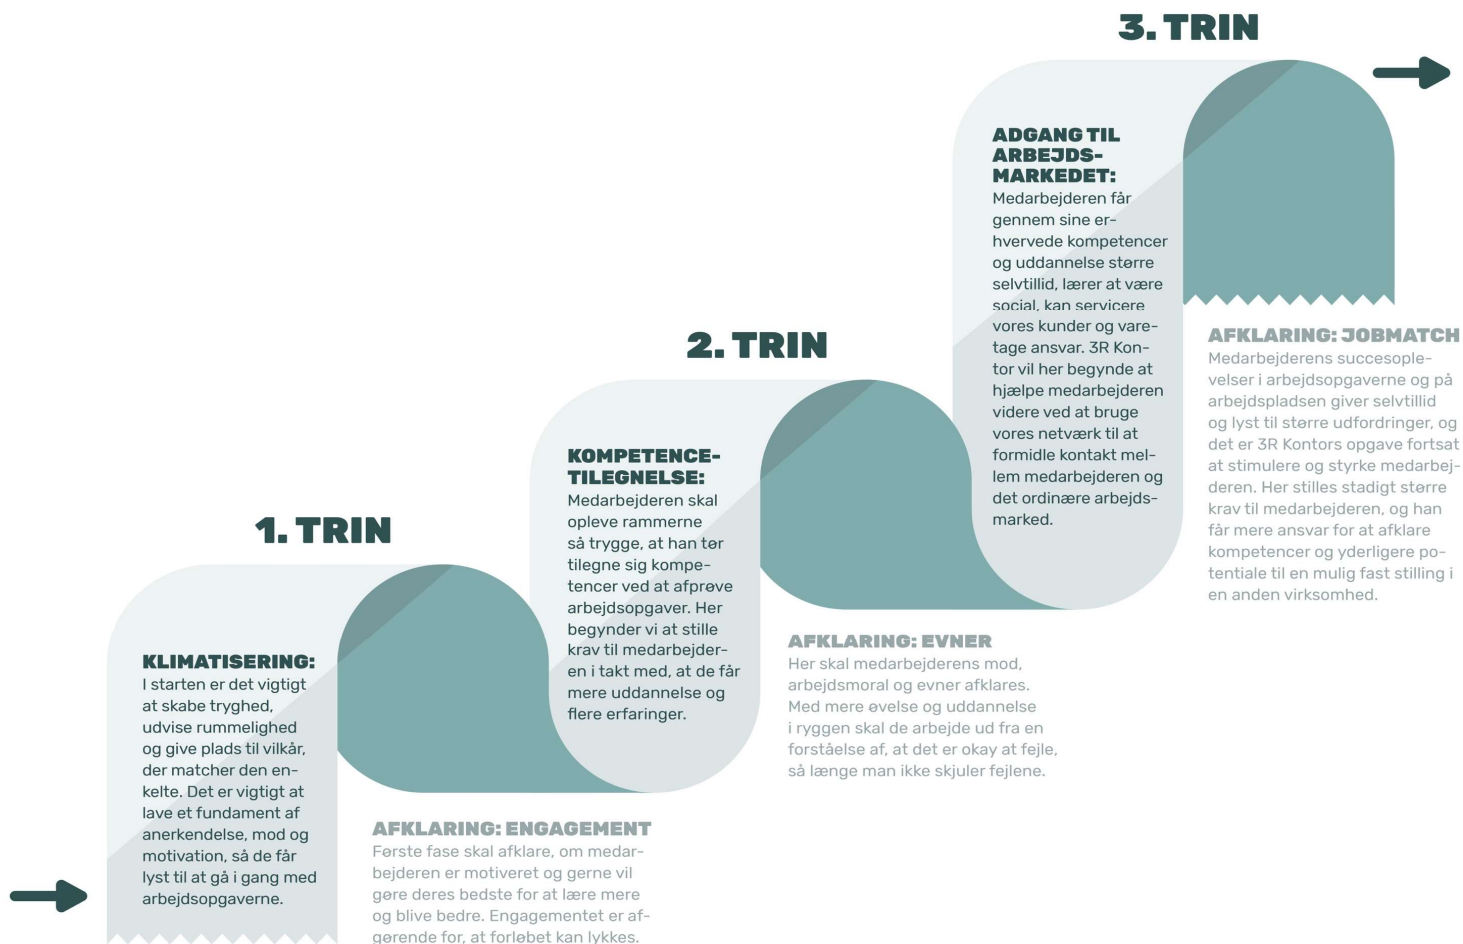 1. TRIN
KLIMATISERING:
I starten er det vigtigt
at skabe tryghed,
udvise rummelighed
og give plads til vilkår,
der matcher den en-
kelte. Det er vigtigt at
lave et fundament af
anerkendelse, mod og
motivation, så de får
lyst til at gå i gang med
arbejdsopgaverne.
AFKLARING: ENGAGEMENT
Første fase skal afklare, om medar-
bejderen er motiveret og gerne vil
gøre deres bedste for at lære mere
og blive bedre. Engagementet er af-
gørende for, at forløbet kan lykkes.
2. TRIN
KOMPETENCE-
TILEGNELSE:
Medarbejderen skal
opleve rammerne
så trygge, at han tør
tilegne sig kompe-
tencer ved at afprøve
arbejdsopgaver. Her
begynder vi at stille
krav til medarbejder-
en i takt med, at de får
mere uddannelse og
flere erfaringer.
AFKLARING: EVNER
Her skal medarbejderens mod,
arbejdsmoral og evner afklares.
Med mere øvelse og uddannelse
i ryggen skal de arbejde ud fra en
forståelse af, at det er okay at fejle,
så længe man ikke skjuler fejlene.
3. TRIN
ADGANG TIL
ARBEJDS-
MARKEDET:
Medarbejderen får
gennem sine er-
hvervede kompetencer
og uddannelse større
selvtillid, lærer at være
social, kan servicere
vores kunder og vare-
tage ansvar. 3R Kon-
tor vil her begynde at
hjælpe medarbejderen
videre ved at bruge
vores netværk til at
formidle kontakt mel-
lem medarbejderen og
det ordinære arbejds-
marked.
AFKLARING: JOBMATCH
Medarbejderens succesople-
velser i arbejdsopgaverne og på
arbejdspladsen giver selvtillid
og lyst til større udfordringer, og
det er 3R Kontors opgave fortsat
at stimulere og styrke medarbej-
deren. Her stilles stadigt større
krav til medarbejderen, og han
får mere ansvar for at afklare
kompetencer og yderligere po-
tentiale til en mulig fast stilling i
en anden virksomhed.